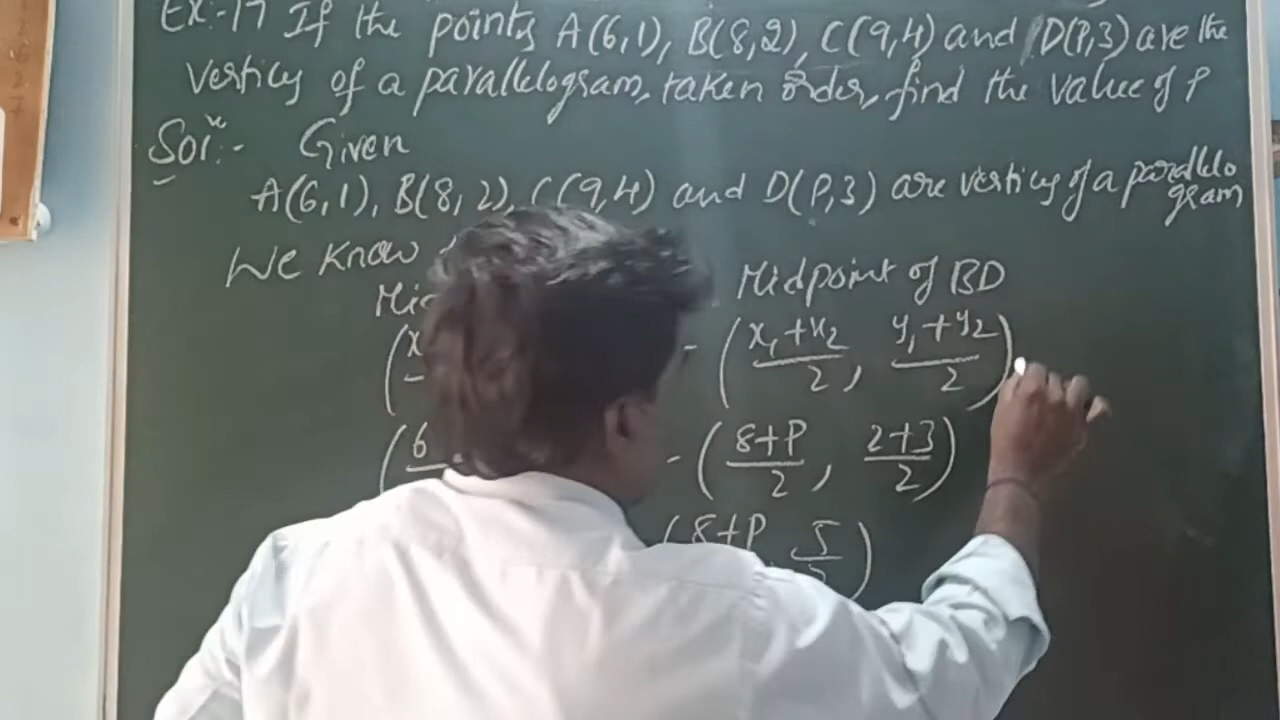 Ex:-17 If the points A(6,1), B(8,2), C(9,4) and D(P,3) are the
vertices of a parallelogram, taken order, find the value of P
Sol:- Given
A(6,1), B(8,2), C(9,4) and D(P,3) are vertices of a parallelogram
We know
Midpoint of BD
(x - (x₁+x₂/2, y₁+y₂/2)
(6 - (8+P/2, 2+3/2)
(8+P, 5/2)